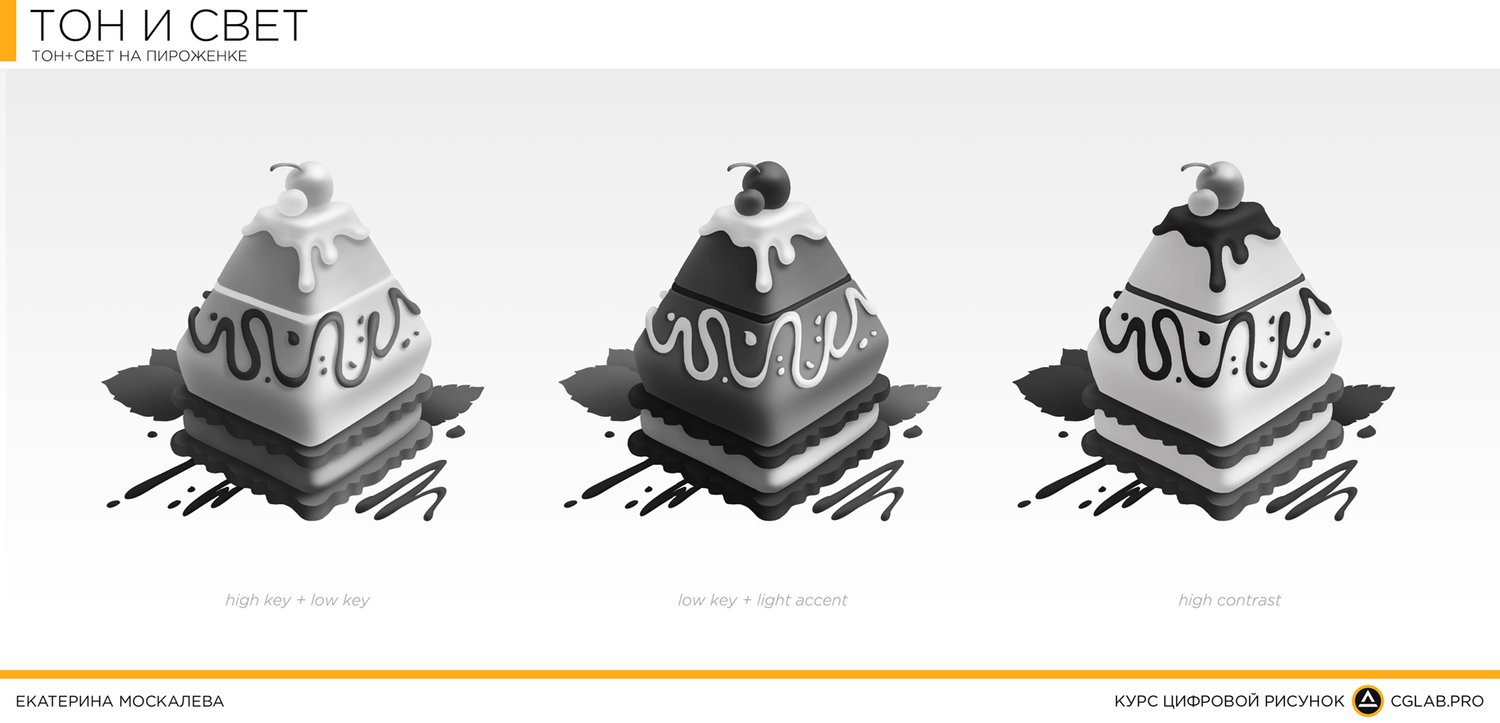 ТОН И СВЕТ
ТОН+СВЕТ НА ПИРОЖЕНКЕ
high key + low key
low key + light accent
high contrast
ЕКАТЕРИНА МОСКАЛЕВА
КУРС ЦИФРОВОЙ РИСУНОК CGLAB.PRO